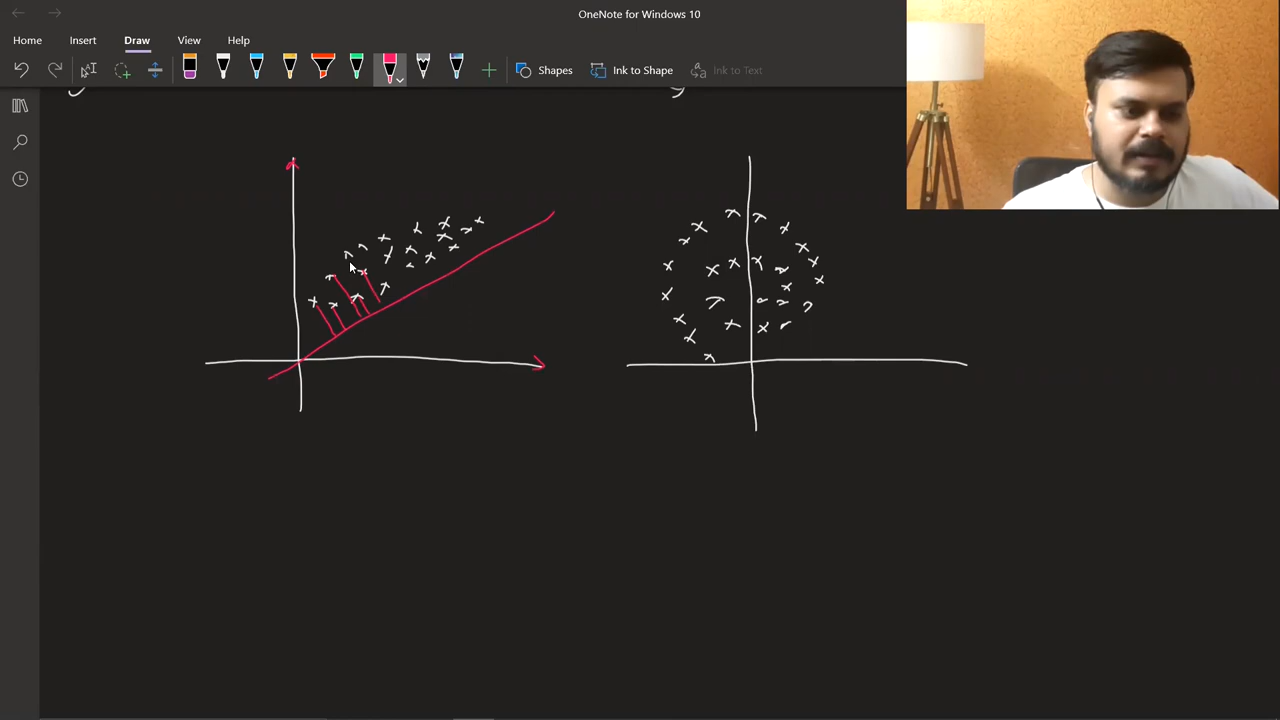 OneNote for Windows 10
Home Insert Draw View Help
Shapes Ink to Shape Ink to Text